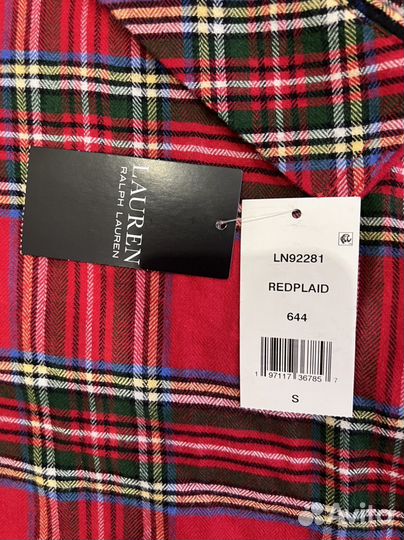 LAUREN
RALPH LAUREN
LN92281
REDPLAID
644
1 97117 36785 7
S
Avito